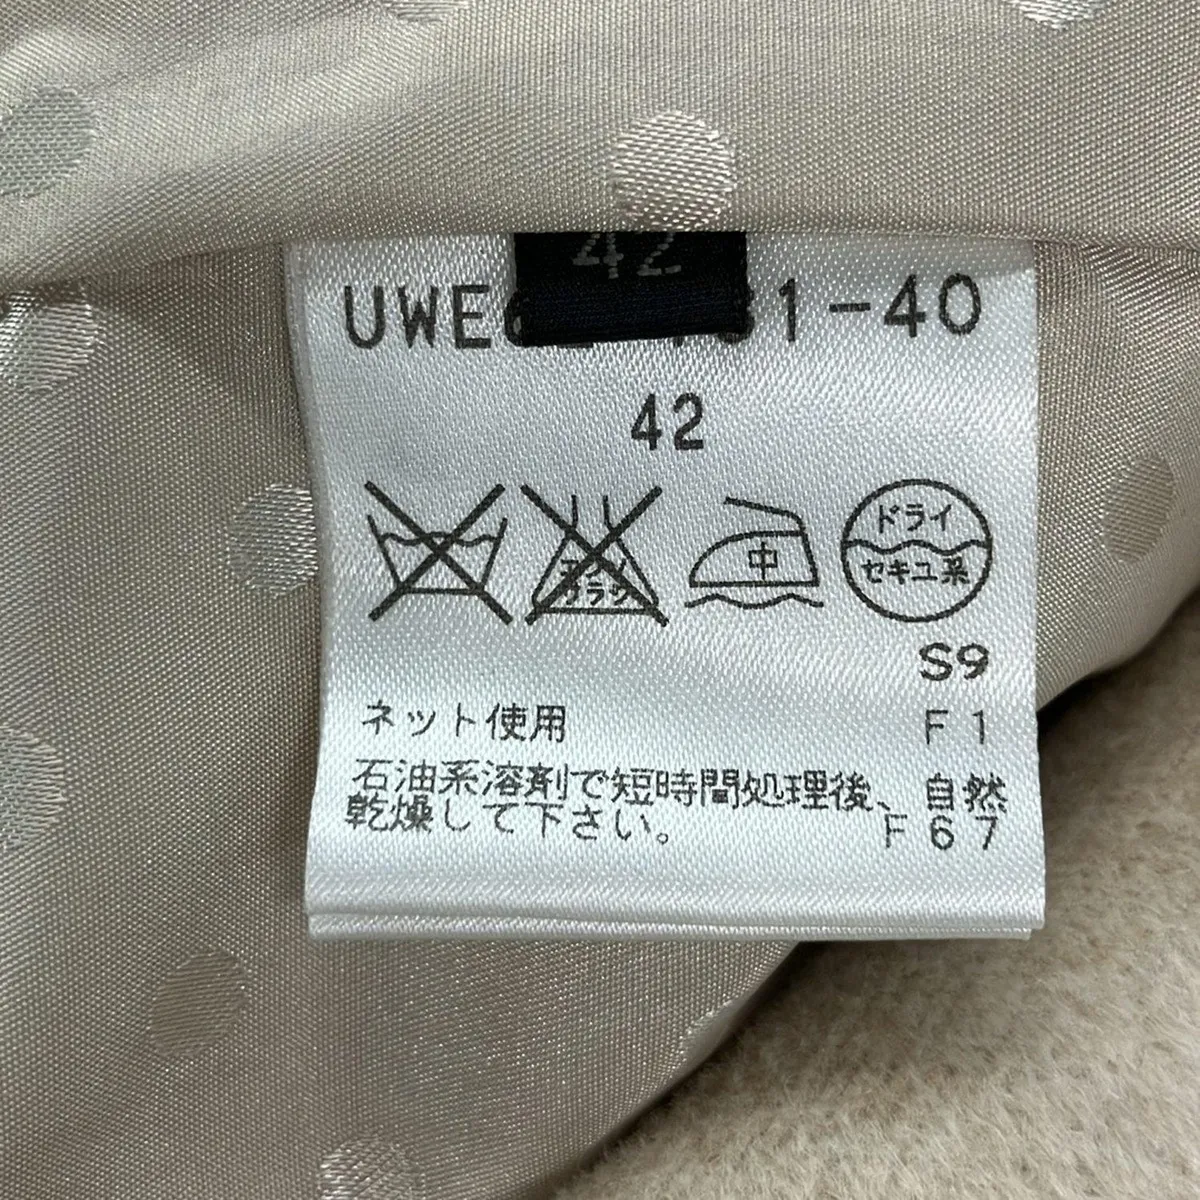 42
UWE
1-40
42
中
ドライ
セキユ系
S9
ネット使用 F1
石油系溶剤で短時間処理後、自然
乾燥して下さい。 F67